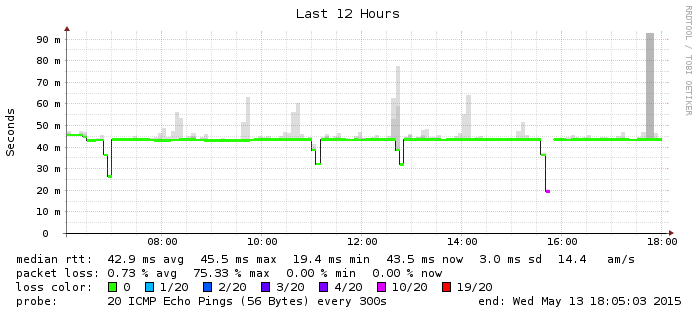 Last 12 Hours
RRDTOOL / TOBI OETIKER
Seconds
90 m
80 m
70 m
60 m
50 m
40 m
30 m
20 m
10 m
0
08:00 10:00 12:00 14:00 16:00 18:00
median rtt: 42.9 ms avg 45.5 ms max 19.4 ms min 43.5 ms now 3.0 ms sd 14.4 am/s
packet loss: 0.73 % avg 75.33 % max 0.00 % min 0.00 % now
loss color: 0 1/20 2/20 3/20 4/20 10/20 19/20
probe: 20 ICMP Echo Pings (56 Bytes) every 300s end: Wed May 13 18:05:03 2015